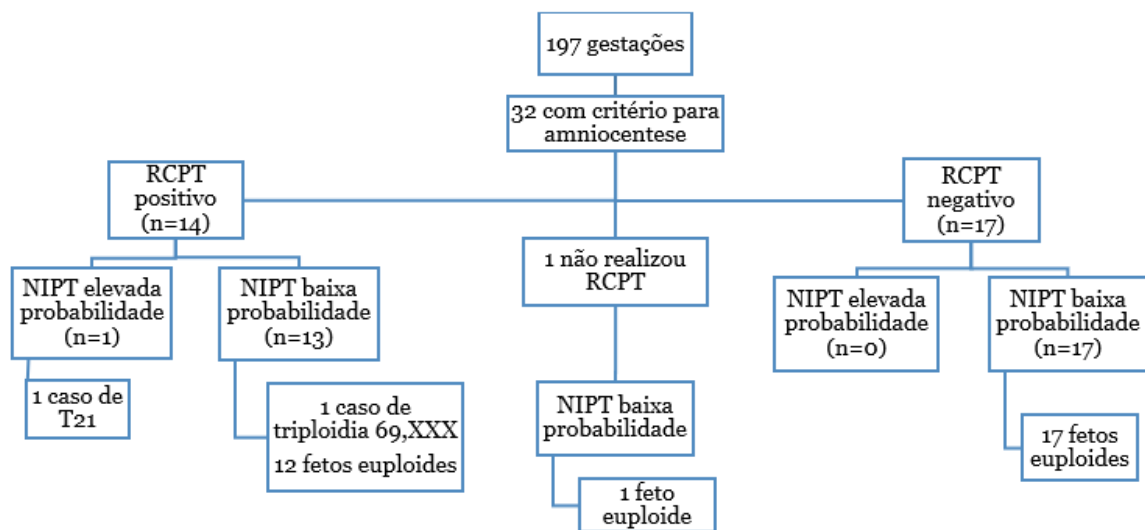 197 gestações
32 com critério para
amniocentese
RCPT
positivo
(n=14)
1 não realizou
RCPT
RCPT
negativo
(n=17)
NIPT elevada
probabilidade
(n=1)
NIPT baixa
probabilidade
(n=13)
NIPT elevada
probabilidade
(n=0)
NIPT baixa
probabilidade
(n=17)
1 caso de
T21
1 caso de
triploidia 69,XXX
12 fetos euploides
NIPT baixa
probabilidade
17 fetos
euploides
1 feto
euploide